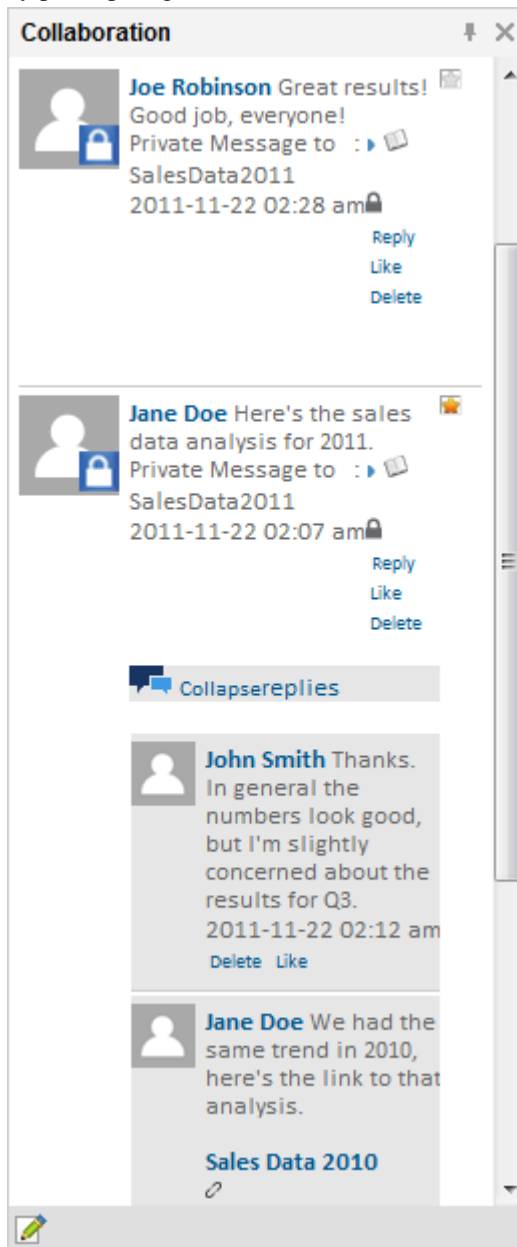 Collaboration
Joe Robinson Great results!
Good job, everyone!
Private Message to :
SalesData2011
2011-11-22 02:28 am
Reply
Like
Delete
Jane Doe Here's the sales
data analysis for 2011.
Private Message to :
SalesData2011
2011-11-22 02:07 am
Reply
Like
Delete
Collapsereplies
John Smith Thanks.
In general the
numbers look good,
but I'm slightly
concerned about the
results for Q3.
2011-11-22 02:12 am
Delete Like
Jane Doe We had the
same trend in 2010,
here's the link to that
analysis.
Sales Data 2010